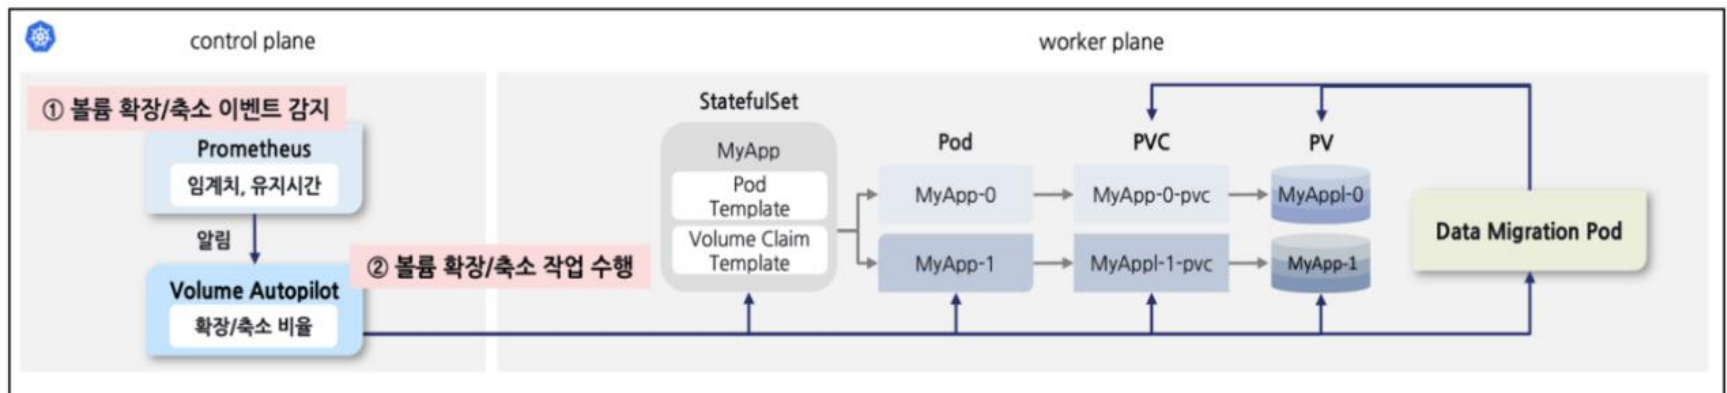 control plane
worker plane
① 볼륨 확장/축소 이벤트 감지
Prometheus
임계치, 유지시간
알림
② 볼륨 확장/축소 작업 수행
Volume Autopilot
확장/축소 비율
StatefulSet
MyApp
Pod
Template
Volume Claim
Template
Pod
PVC
PV
MyApp-0
MyApp-0-pvc
MyAppl-0
MyApp-1
MyAppl-1-pvc
MyApp-1
Data Migration Pod